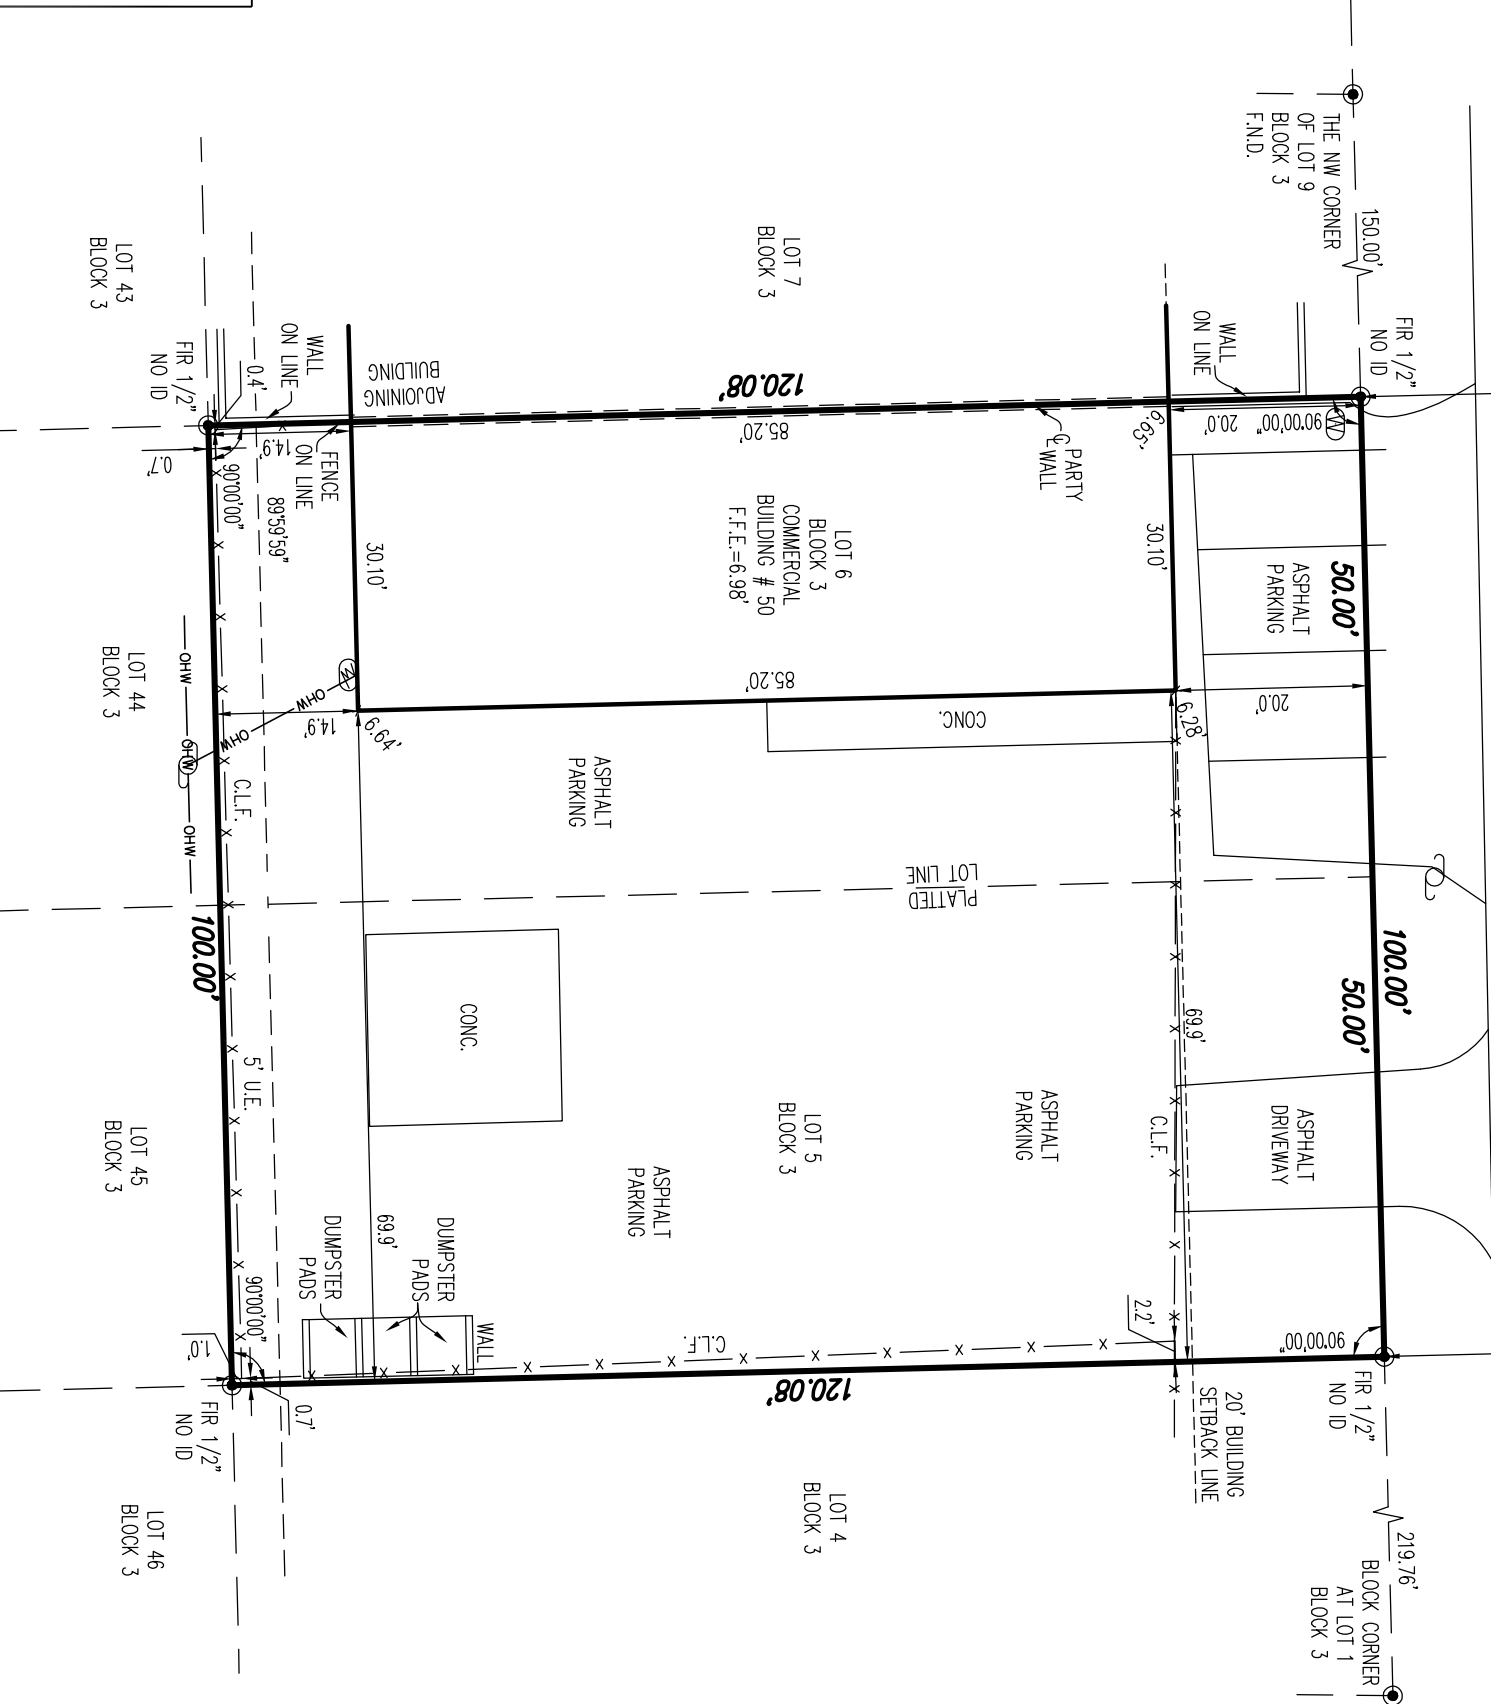 THE NW CORNER
OF LOT 9
BLOCK 3
F.N.D.
150.00'
FIR 1/2"
NO ID
WALL
ON LINE
LOT 7
BLOCK 3
LOT 43
BLOCK 3
FIR 1/2"
NO ID
0.4'
WALL
ON LINE
ADJOINING
BUILDING
120.08'
85.20'
6.63'
20.0'
90°00'00"
14.9'
0.7'
90°00'00"
89°59'59"
FENCE
ON LINE
PARTY
WALL
30.10'
LOT 6
BLOCK 3
COMMERCIAL
BUILDING # 50
F.F.E.=6.98'
30.10'
ASPHALT
PARKING
50.00'
LOT 44
BLOCK 3
OHW
OHW
OHW
OHW
OHW
W
14.9'
6.64'
85.20'
CONC.
6.28'
20.0'
C.L.F.
ASPHALT
PARKING
PLATTED
LOT LINE
100.00'
100.00'
50.00'
CONC.
69.9'
5' U.E.
LOT 45
BLOCK 3
LOT 5
BLOCK 3
ASPHALT
PARKING
C.L.F.
ASPHALT
DRIVEWAY
ASPHALT
PARKING
69.9'
DUMPSTER
PADS
DUMPSTER
PADS
WALL
C.L.F.
2.2'
90°00'00"
90°00'00"
1.0'
0.7'
120.08'
FIR 1/2"
NO ID
20' BUILDING
SETBACK LINE
FIR 1/2"
NO ID
LOT 46
BLOCK 3
LOT 4
BLOCK 3
219.76'
BLOCK CORNER
AT LOT 1
BLOCK 3